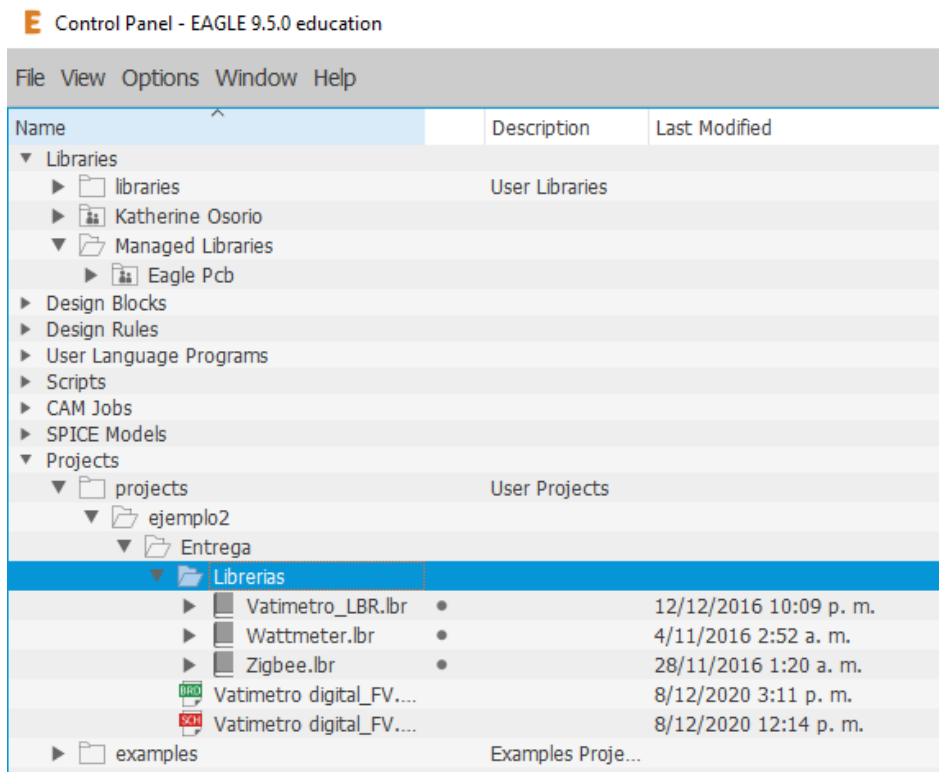 E Control Panel - EAGLE 9.5.0 education
File View Options Window Help
Name Description Last Modified
Libraries
libraries User Libraries
Katherine Osorio
Managed Libraries
Eagle Pcb
Design Blocks
Design Rules
User Language Programs
Scripts
CAM Jobs
SPICE Models
Projects
projects User Projects
ejemplo2
Entrega
Librerias
Vatimetro_LBR.lbr 12/12/2016 10:09 p. m.
Wattmeter.lbr 4/11/2016 2:52 a. m.
Zigbee.lbr 28/11/2016 1:20 a. m.
BRD Vatimetro digital_FV.... 8/12/2020 3:11 p. m.
SCH Vatimetro digital_FV.... 8/12/2020 12:14 p. m.
examples Examples Proje...